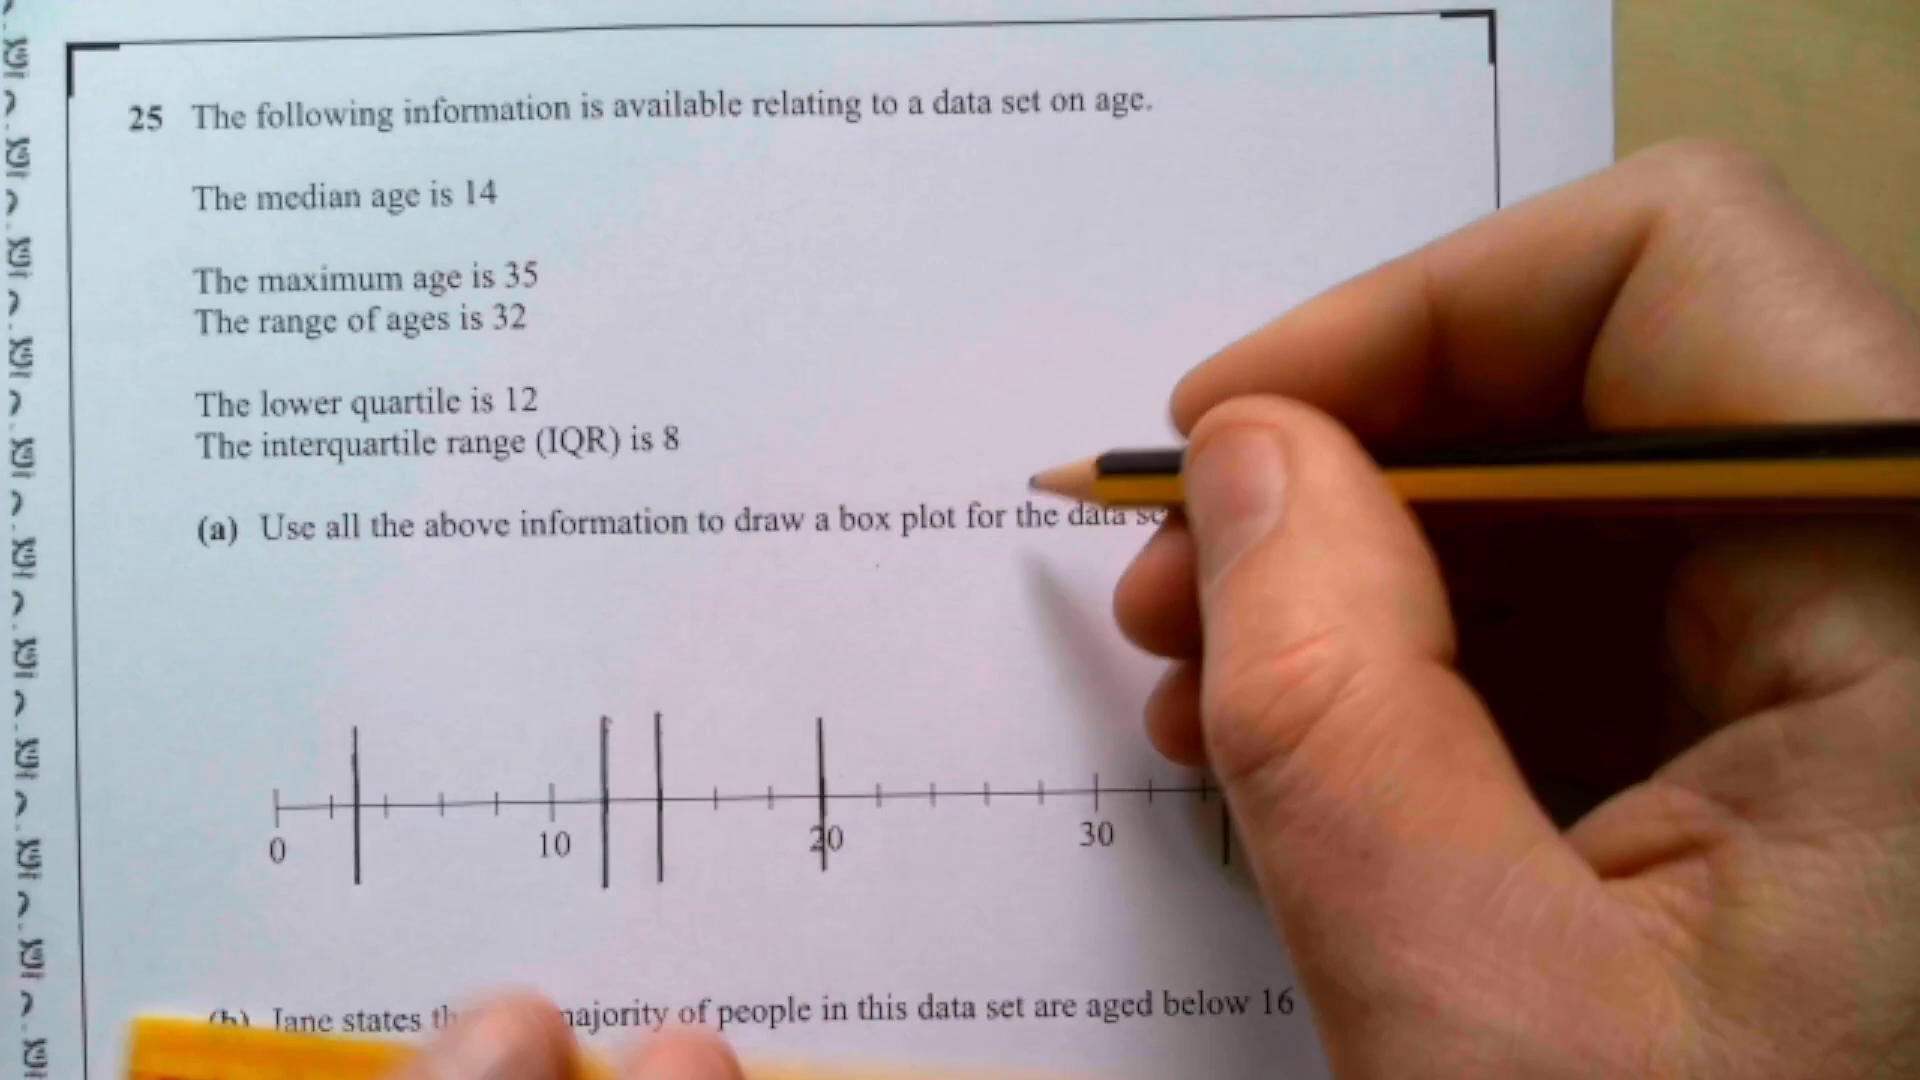 25 The following information is available relating to a data set on age.
The median age is 14
The maximum age is 35
The range of ages is 32
The lower quartile is 12
The interquartile range (IQR) is 8
(a) Use all the above information to draw a box plot for the data
0 10 20 30
(b) Jane states majority of people in this data set are aged below 16